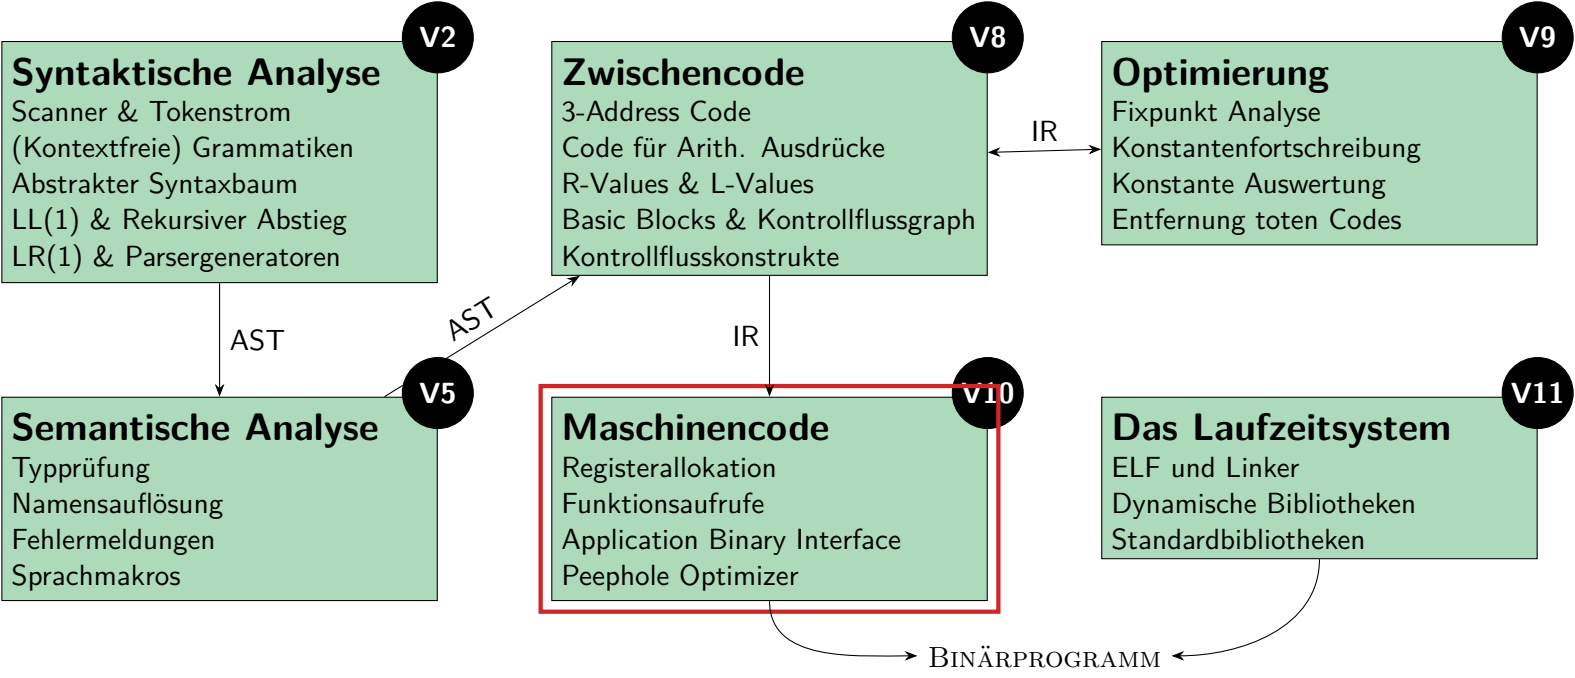 V2
Syntaktische Analyse
Scanner & Tokenstrom
(Kontextfreie) Grammatiken
Abstrakter Syntaxbaum
LL(1) & Rekursiver Abstieg
LR(1) & Parsergeneratoren
AST
V5
Semantische Analyse
Typprüfung
Namensauflösung
Fehlermeldungen
Sprachmakros
AST
V8
Zwischencode
3-Address Code
Code für Arith. Ausdrücke
R-Values & L-Values
Basic Blocks & Kontrollflussgraph
Kontrollflusskonstrukte
IR
V9
Optimierung
Fixpunkt Analyse
Konstantenfortschreibung
Konstante Auswertung
Entfernung toten Codes
IR
V10
Maschinencode
Registerallokation
Funktionsaufrufe
Application Binary Interface
Peephole Optimizer
V11
Das Laufzeitsystem
ELF und Linker
Dynamische Bibliotheken
Standardbibliotheken
BINÄRPROGRAMM